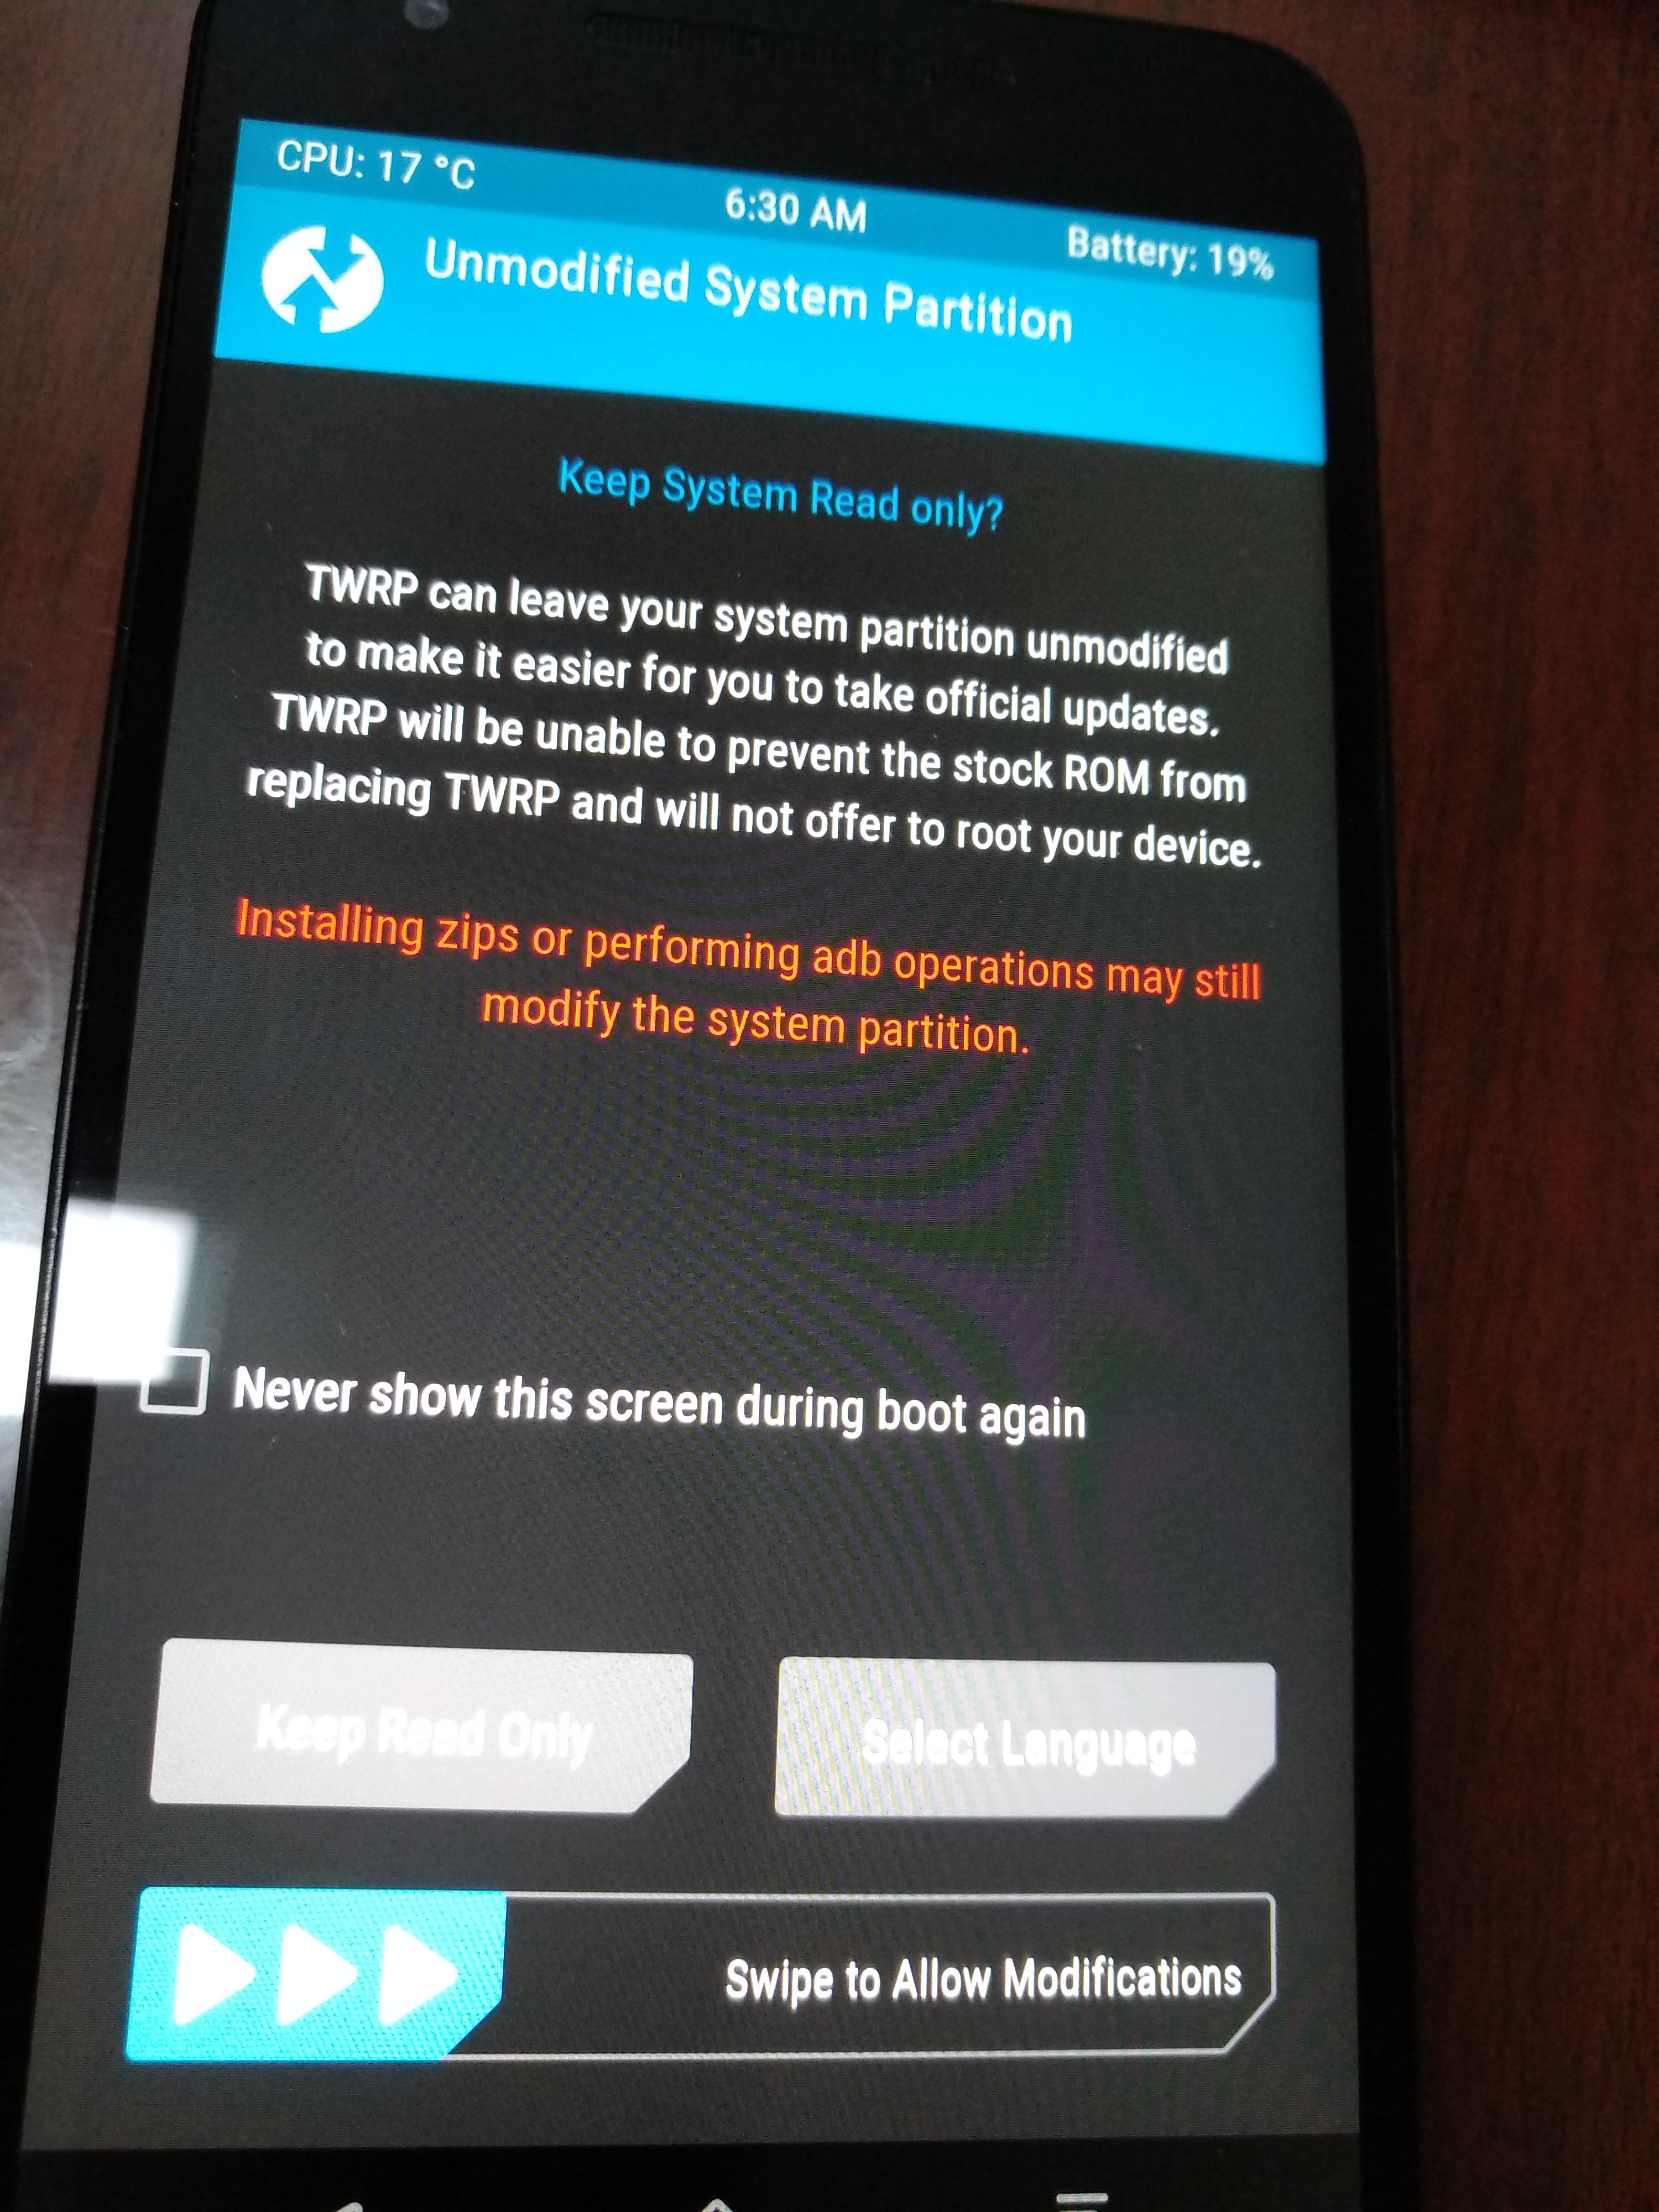 CPU: 17 °C
6:30 AM
Battery: 19%
Unmodified System Partition
Keep System Read only?
TWRP can leave your system partition unmodified
to make it easier for you to take official updates.
TWRP will be unable to prevent the stock ROM from
replacing TWRP and will not offer to root your device.
Installing zips or performing adb operations may still
modify the system partition.
Never show this screen during boot again
Keep Read Only
Select Language
Swipe to Allow Modifications